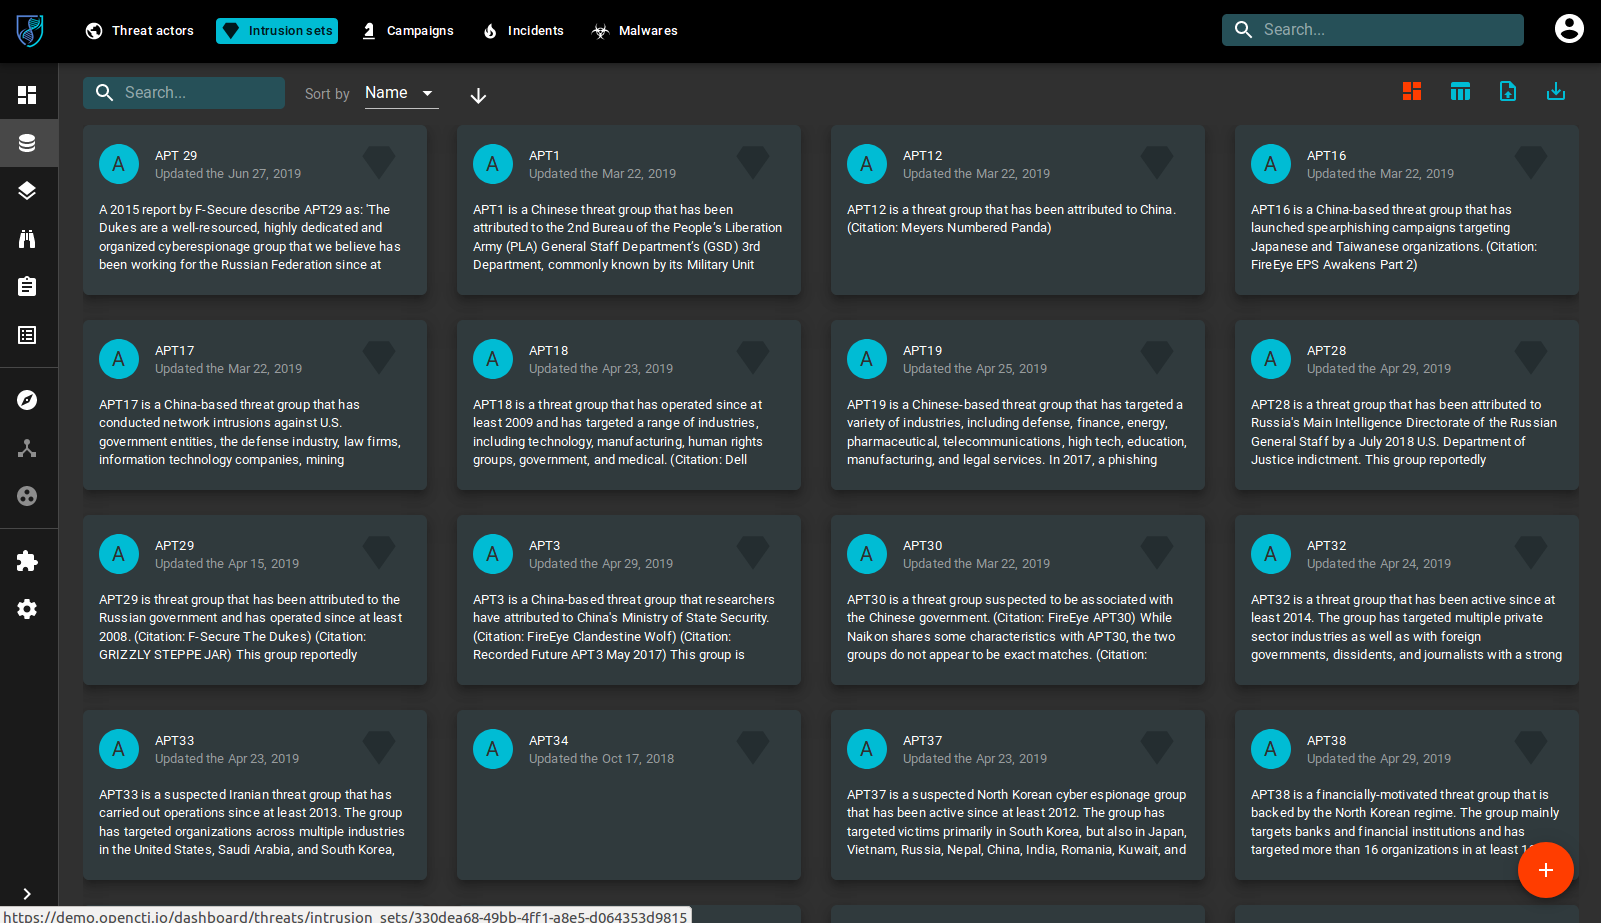 Threat actors
Intrusion sets
Campaigns
Incidents
Malwares
Search...
Search...
Sort by
Name
A
APT 29
Updated the Jun 27, 2019
A 2015 report by F-Secure describe APT29 as: 'The
Dukes are a well-resourced, highly dedicated and
organized cyberespionage group that we believe has
been working for the Russian Federation since at
A
APT1
Updated the Mar 22, 2019
APT1 is a Chinese threat group that has been
attributed to the 2nd Bureau of the People's Liberation
Army (PLA) General Staff Department's (GSD) 3rd
Department, commonly known by its Military Unit
A
APT12
Updated the Mar 22, 2019
APT12 is a threat group that has been attributed to China.
(Citation: Meyers Numbered Panda)
A
APT16
Updated the Mar 22, 2019
APT16 is a China-based threat group that has
launched spearphishing campaigns targeting
Japanese and Taiwanese organizations. (Citation:
FireEye EPS Awakens Part 2)
A
APT17
Updated the Mar 22, 2019
APT17 is a China-based threat group that has
conducted network intrusions against U.S.
government entities, the defense industry, law firms,
information technology companies, mining
A
APT18
Updated the Apr 23, 2019
APT18 is a threat group that has operated since at
least 2009 and has targeted a range of industries,
including technology, manufacturing, human rights
groups, government, and medical. (Citation: Dell
A
APT19
Updated the Apr 25, 2019
APT19 is a Chinese-based threat group that has targeted a
variety of industries, including defense, finance, energy,
pharmaceutical, telecommunications, high tech, education,
manufacturing, and legal services. In 2017, a phishing
A
APT28
Updated the Apr 29, 2019
APT28 is a threat group that has been attributed to
Russia's Main Intelligence Directorate of the Russian
General Staff by a July 2018 U.S. Department of
Justice indictment. This group reportedly
A
APT29
Updated the Apr 15, 2019
APT29 is threat group that has been attributed to the
Russian government and has operated since at least
2008. (Citation: F-Secure The Dukes) (Citation:
GRIZZLY STEPPE JAR) This group reportedly
A
APT3
Updated the Apr 29, 2019
APT3 is a China-based threat group that researchers
have attributed to China's Ministry of State Security.
(Citation: FireEye Clandestine Wolf) (Citation:
Recorded Future APT3 May 2017) This group is
A
APT30
Updated the Mar 22, 2019
APT30 is a threat group suspected to be associated with
the Chinese government. (Citation: FireEye APT30) While
Naikon shares some characteristics with APT30, the two
groups do not appear to be exact matches. (Citation:
A
APT32
Updated the Apr 24, 2019
APT32 is a threat group that has been active since at
least 2014. The group has targeted multiple private
sector industries as well as with foreign
governments, dissidents, and journalists with a strong
A
APT33
Updated the Apr 23, 2019
APT33 is a suspected Iranian threat group that has
carried out operations since at least 2013. The group
has targeted organizations across multiple industries
in the United States, Saudi Arabia, and South Korea,
A
APT34
Updated the Oct 17, 2018
A
APT37
Updated the Apr 23, 2019
APT37 is a suspected North Korean cyber espionage group
that has been active since at least 2012. The group has
targeted victims primarily in South Korea, but also in Japan,
Vietnam, Russia, Nepal, China, India, Romania, Kuwait, and
A
APT38
Updated the Apr 29, 2019
APT38 is a financially-motivated threat group that is
backed by the North Korean regime. The group mainly
targets banks and financial institutions and has
targeted more than 16 organizations in at least
https://demo.opencti.io/dashboard/threats/intrusion_sets/330dea68-49bb-4ff1-a8e5-d064353d9815